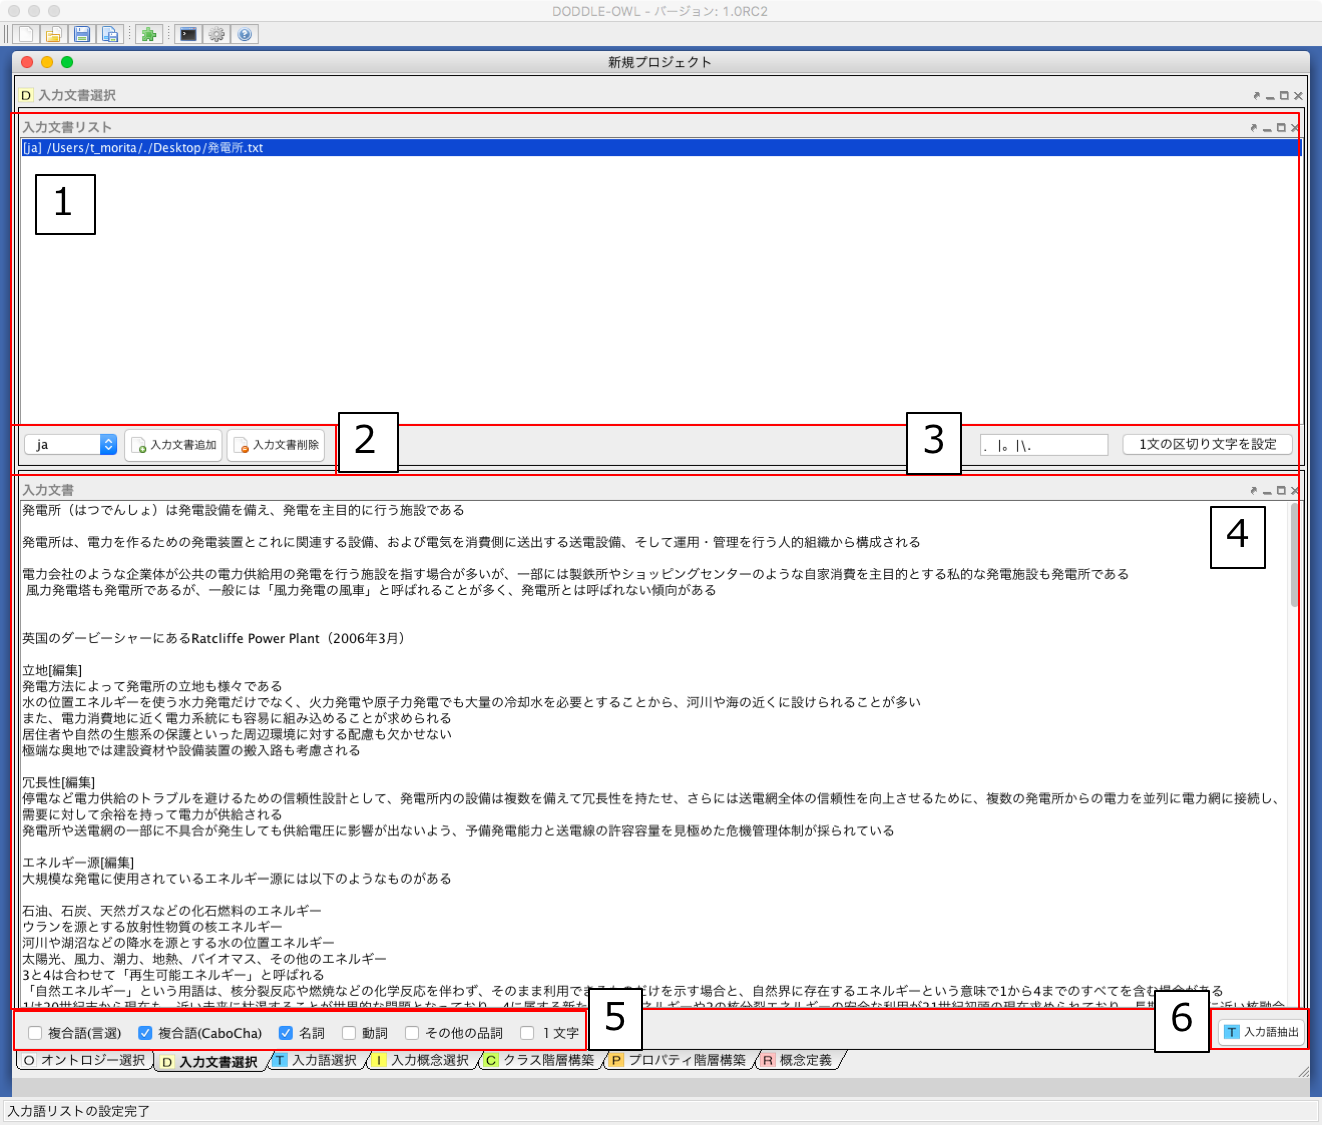 DODDLE-OWL - バージョン: 1.0RC2
新規プロジェクト
D 入力文書選択
入力文書リスト
[ja] /Users/t_morita/./Desktop/発電所.txt
1
ja
入力文書追加
入力文書削除
2
3
. |。|\.
1文の区切り文字を設定
入力文書
4
発電所（はつでんしょ）は発電設備を備え、発電を主目的に行う施設である
発電所は、電力を作るための発電装置とこれに関連する設備、および電気を消費側に送出する送電設備、そして運用・管理を行う人的組織から構成される
電力会社のような企業体が公共の電力供給用の発電を行う施設を指す場合が多いが、一部には製鉄所やショッピングセンターのような自家消費を主目的とする私的な発電施設も発電所である
風力発電塔も発電所であるが、一般には「風力発電の風車」と呼ばれることが多く、発電所とは呼ばれない傾向がある
英国のダービーシャーにあるRatcliffe Power Plant（2006年3月）
立地[編集]
発電方法によって発電所の立地も様々である
水の位置エネルギーを使う水力発電だけでなく、火力発電や原子力発電でも大量の冷却水を必要とすることから、河川や海の近くに設けられることが多い
また、電力消費地に近く電力系統にも容易に組み込めることが求められる
居住者や自然の生態系の保護といった周辺環境に対する配慮も欠かせない
極端な奥地では建設資材や設備装置の搬入路も考慮される
冗長性[編集]
停電など電力供給のトラブルを避けるための信頼性設計として、発電所内の設備は複数を備えて冗長性を持たせ、さらには送電網全体の信頼性を向上させるために、複数の発電所からの電力を並列に電力網に接続し、
需要に対して余裕を持って電力が供給される
発電所や送電網の一部に不具合が発生しても供給電圧に影響が出ないよう、予備発電能力と送電線の許容容量を見極めた危機管理体制が採られている
エネルギー源[編集]
大規模な発電に使用されているエネルギー源には以下のようなものがある
石油、石炭、天然ガスなどの化石燃料のエネルギー
ウランを源とする放射性物質の核エネルギー
河川や湖沼などの降水を源とする水の位置エネルギー
太陽光、風力、潮力、地熱、バイオマス、その他のエネルギー
3と4は合わせて「再生可能エネルギー」と呼ばれる
「自然エネルギー」という用語は、核分裂反応や燃焼などの化学反応を伴わず、そのまま利用で だけを示す場合と、自然界に存在するエネルギーという意味で1から4までのすべてを含む場合がある
5
6
複合語(言選)
複合語(CaboCha)
名詞
動詞
その他の品詞
1 文字
T 入力語抽出
O オントロジー選択
D 入力文書選択
T 入力語選択
I 入力概念選択
C クラス階層構築
P プロパティ階層構築
R 概念定義
入力語リストの設定完了